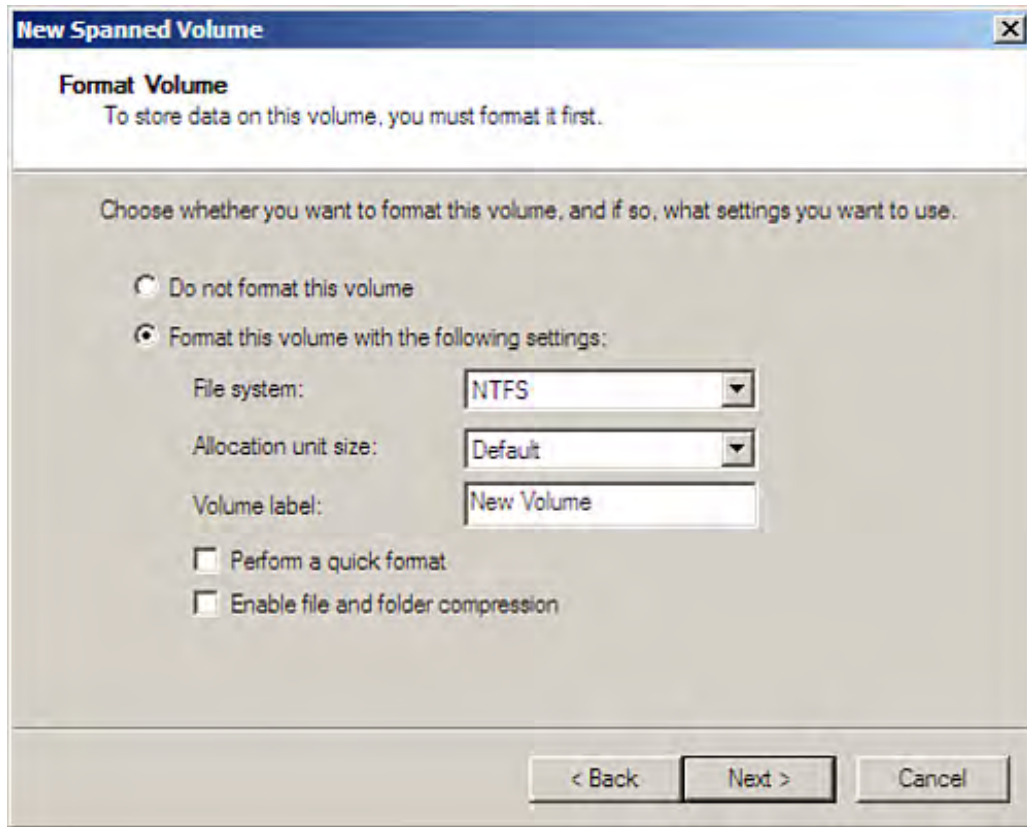 New Spanned Volume
Format Volume
To store data on this volume, you must format it first.
Choose whether you want to format this volume, and if so, what settings you want to use.
Do not format this volume
Format this volume with the following settings:
File system: NTFS
Allocation unit size: Default
Volume label: New Volume
Perform a quick format
Enable file and folder compression
< Back Next > Cancel